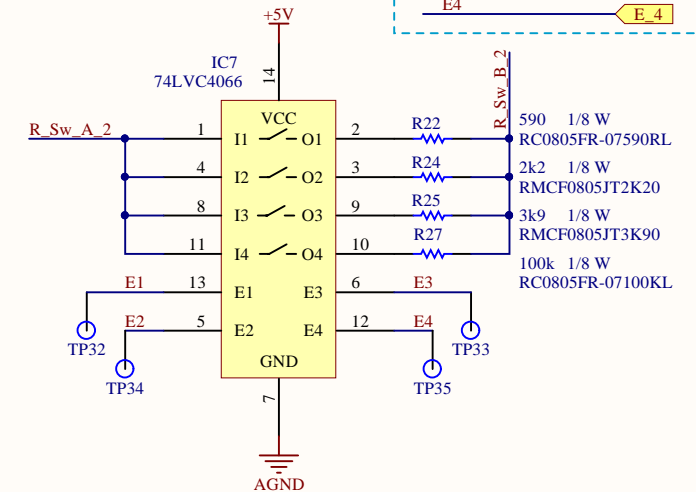 E4
E_4
+5V
IC7
74LVC4066
14
R_Sw_B_2
VCC
R_Sw_A_2
1
I1
O1
2
R22
590 1/8 W
RC0805FR-07590RL
4
I2
O2
3
R24
2k2 1/8 W
RMCF0805JT2K20
8
I3
O3
9
R25
3k9 1/8 W
RMCF0805JT3K90
11
I4
O4
10
R27
100k 1/8 W
RC0805FR-07100KL
E1
13
E1
E3
6
E3
E2
5
E2
E4
12
E4
TP32
TP33
TP34
TP35
GND
7
AGND